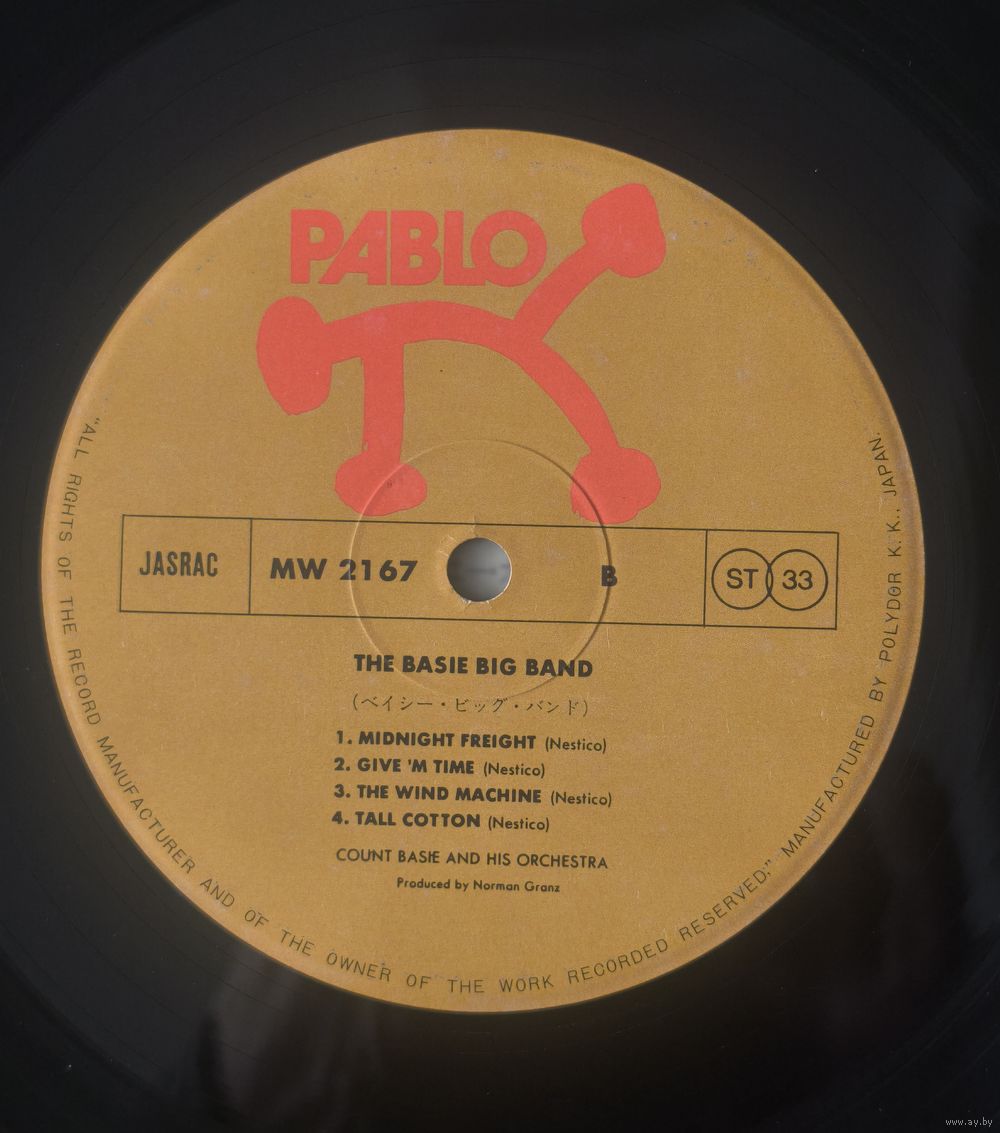 PABLO
JASRAC
MW 2167
B
ST 33
THE BASIE BIG BAND
(ベイシー・ビッグ・バンド)
1. MIDNIGHT FREIGHT (Nestico)
2. GIVE 'M TIME (Nestico)
3. THE WIND MACHINE (Nestico)
4. TALL COTTON (Nestico)
COUNT BASIE AND HIS ORCHESTRA
Produced by Norman Granz
"ALL RIGHTS OF THE RECORD MANUFACTURER AND OF THE OWNER OF THE WORK RECORDED RESERVED." MANUFACTURED BY POLYDOR K.K., JAPAN.
www.ay.by